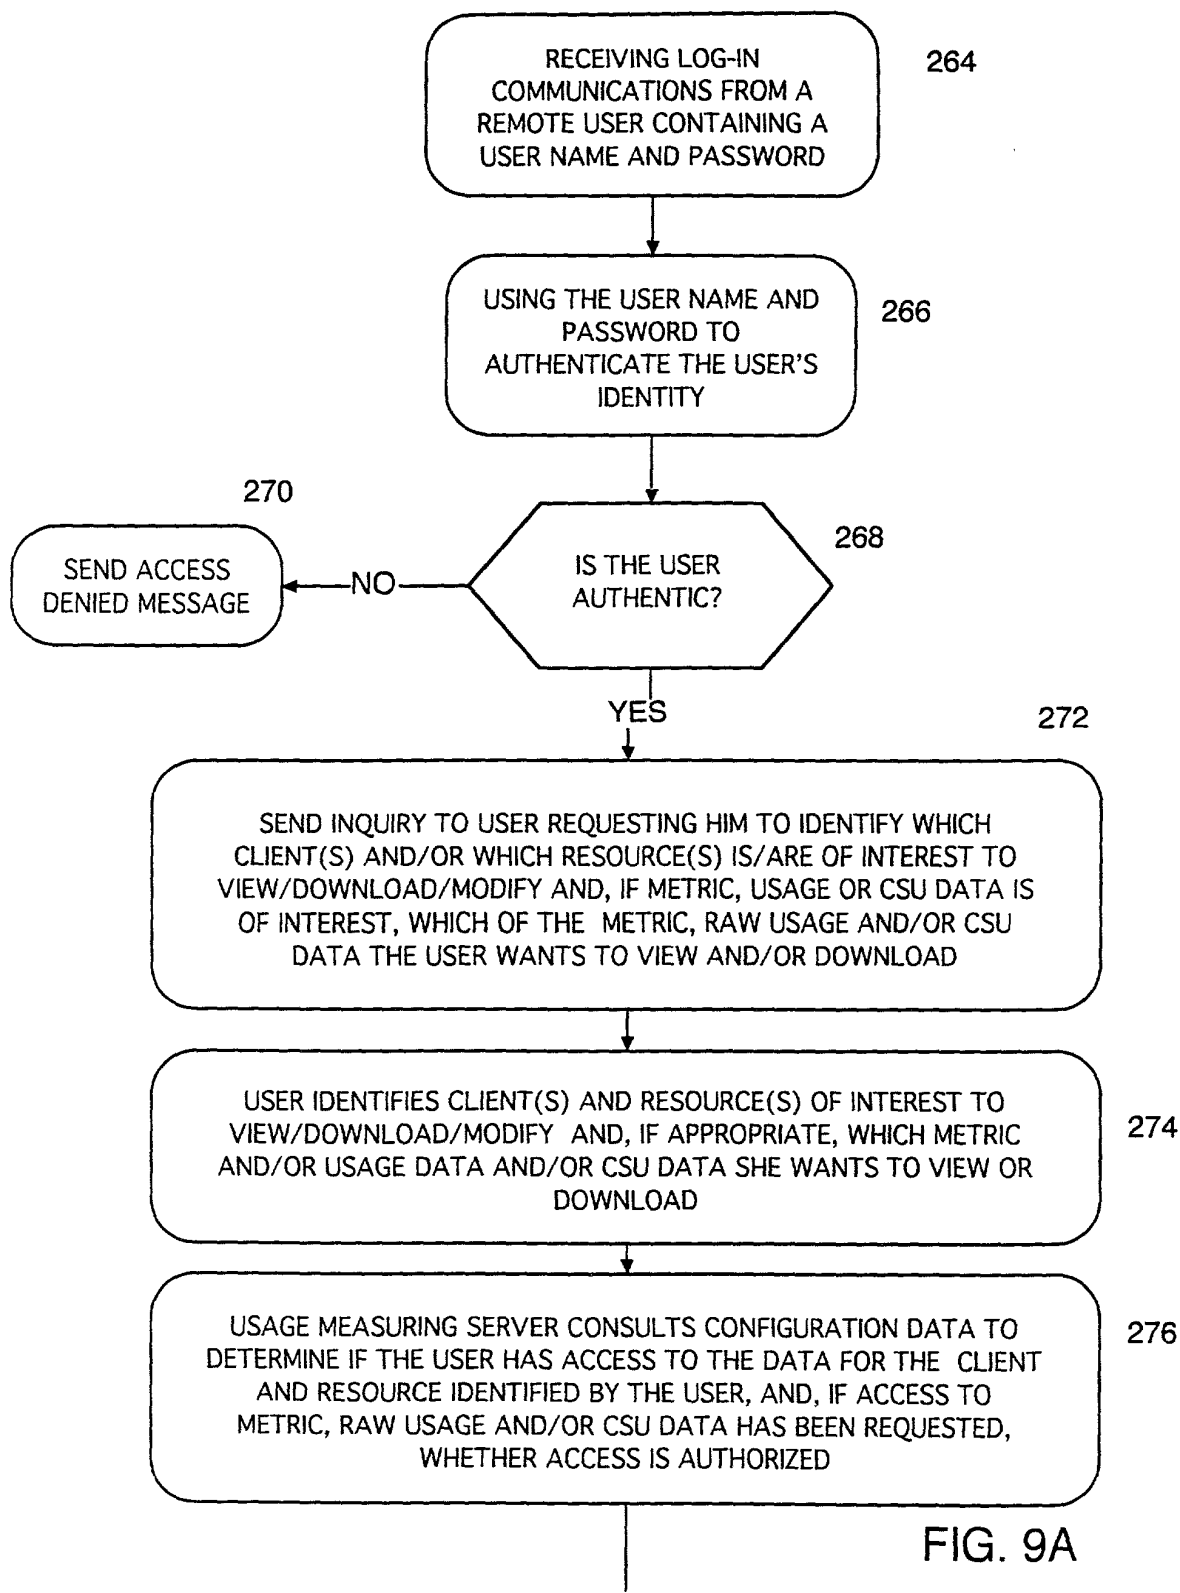 RECEIVING LOG-IN
COMMUNICATIONS FROM A
REMOTE USER CONTAINING A
USER NAME AND PASSWORD
264
USING THE USER NAME AND
PASSWORD TO
AUTHENTICATE THE USER'S
IDENTITY
266
270
SEND ACCESS
DENIED MESSAGE
NO
IS THE USER
AUTHENTIC?
268
YES
272
SEND INQUIRY TO USER REQUESTING HIM TO IDENTIFY WHICH
CLIENT(S) AND/OR WHICH RESOURCE(S) IS/ARE OF INTEREST TO
VIEW/DOWNLOAD/MODIFY AND, IF METRIC, USAGE OR CSU DATA IS
OF INTEREST, WHICH OF THE METRIC, RAW USAGE AND/OR CSU
DATA THE USER WANTS TO VIEW AND/OR DOWNLOAD
USER IDENTIFIES CLIENT(S) AND RESOURCE(S) OF INTEREST TO
VIEW/DOWNLOAD/MODIFY AND, IF APPROPRIATE, WHICH METRIC
AND/OR USAGE DATA AND/OR CSU DATA SHE WANTS TO VIEW OR
DOWNLOAD
274
USAGE MEASURING SERVER CONSULTS CONFIGURATION DATA TO
DETERMINE IF THE USER HAS ACCESS TO THE DATA FOR THE CLIENT
AND RESOURCE IDENTIFIED BY THE USER, AND, IF ACCESS TO
METRIC, RAW USAGE AND/OR CSU DATA HAS BEEN REQUESTED,
WHETHER ACCESS IS AUTHORIZED
276
FIG. 9A